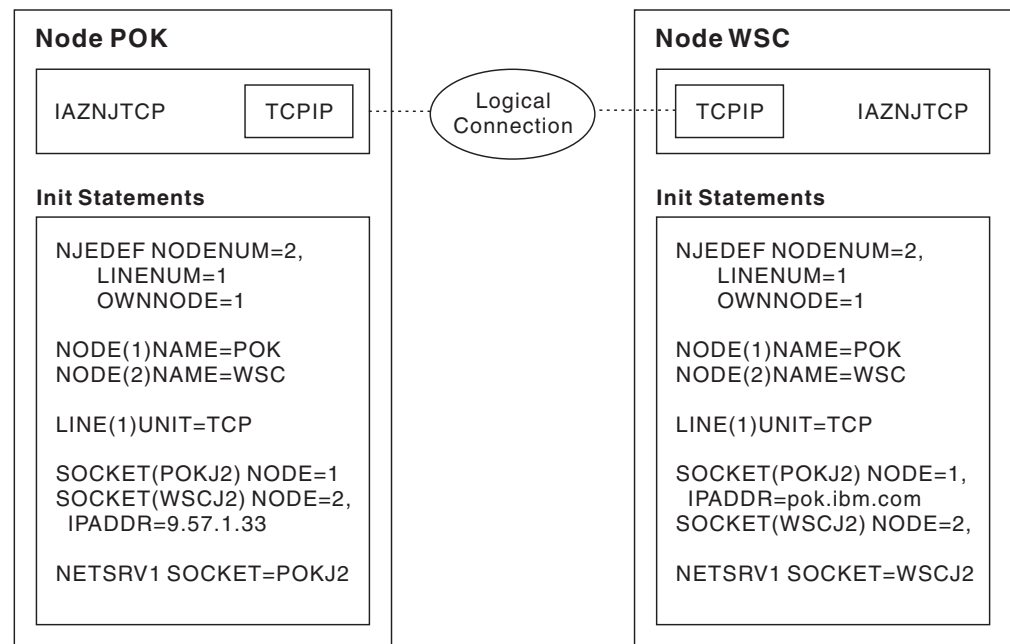 Node POK
IAZNJTCP
TCPIP
Init Statements
NJEDEF NODENUM=2,
LINENUM=1
OWNNODE=1
NODE(1)NAME=POK
NODE(2)NAME=WSC
LINE(1)UNIT=TCP
SOCKET(POKJ2) NODE=1
SOCKET(WSCJ2) NODE=2,
IPADDR=9.57.1.33
NETSRV1 SOCKET=POKJ2
Logical
Connection
Node WSC
TCPIP
IAZNJTCP
Init Statements
NJEDEF NODENUM=2,
LINENUM=1
OWNNODE=1
NODE(1)NAME=POK
NODE(2)NAME=WSC
LINE(1)UNIT=TCP
SOCKET(POKJ2) NODE=1,
IPADDR=pok.ibm.com
SOCKET(WSCJ2) NODE=2,
NETSRV1 SOCKET=WSCJ2